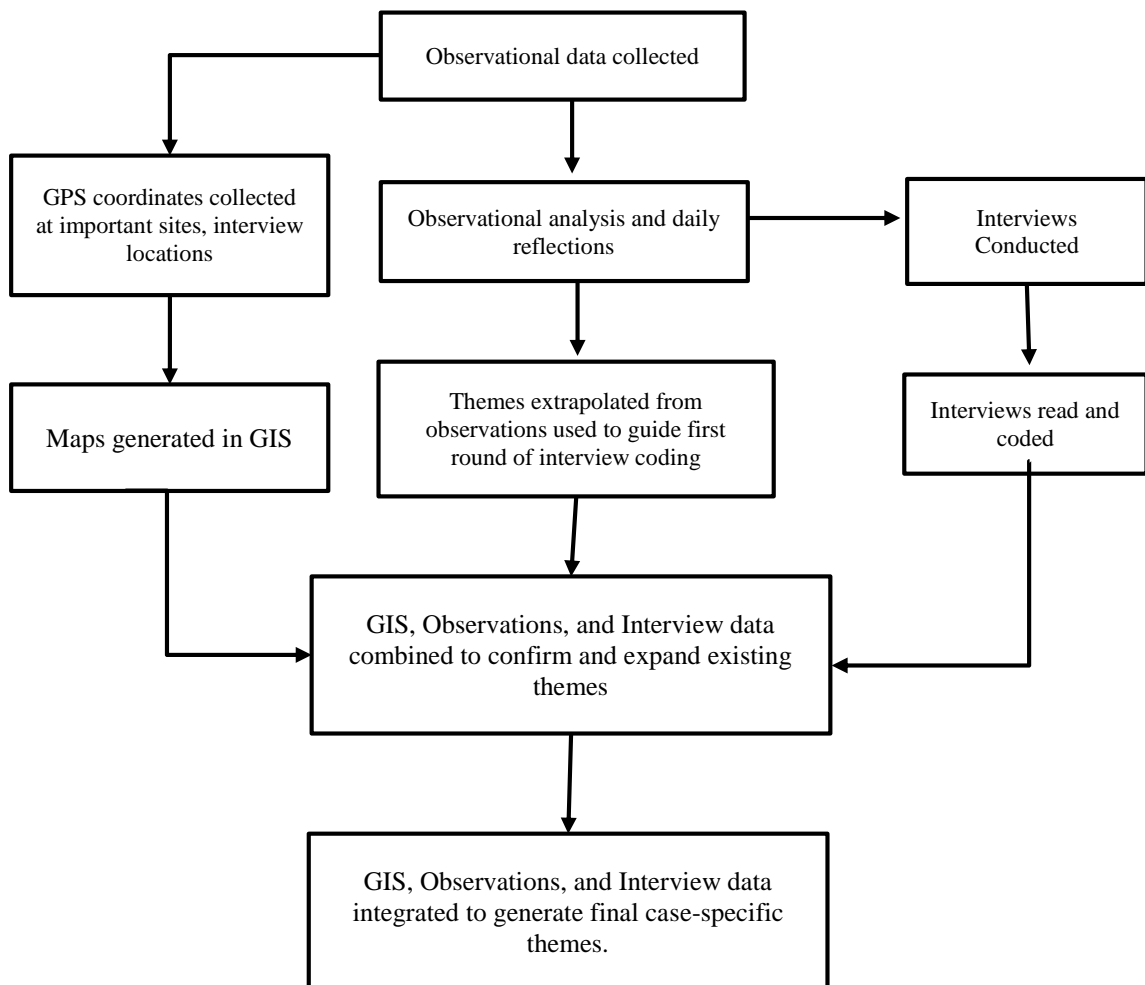 Observational data collected
GPS coordinates collected
at important sites, interview
locations
Observational analysis and daily
reflections
Interviews
Conducted
Maps generated in GIS
Themes extrapolated from
observations used to guide first
round of interview coding
Interviews read and
coded
GIS, Observations, and Interview data
combined to confirm and expand existing
themes
GIS, Observations, and Interview data
integrated to generate final case-specific
themes.